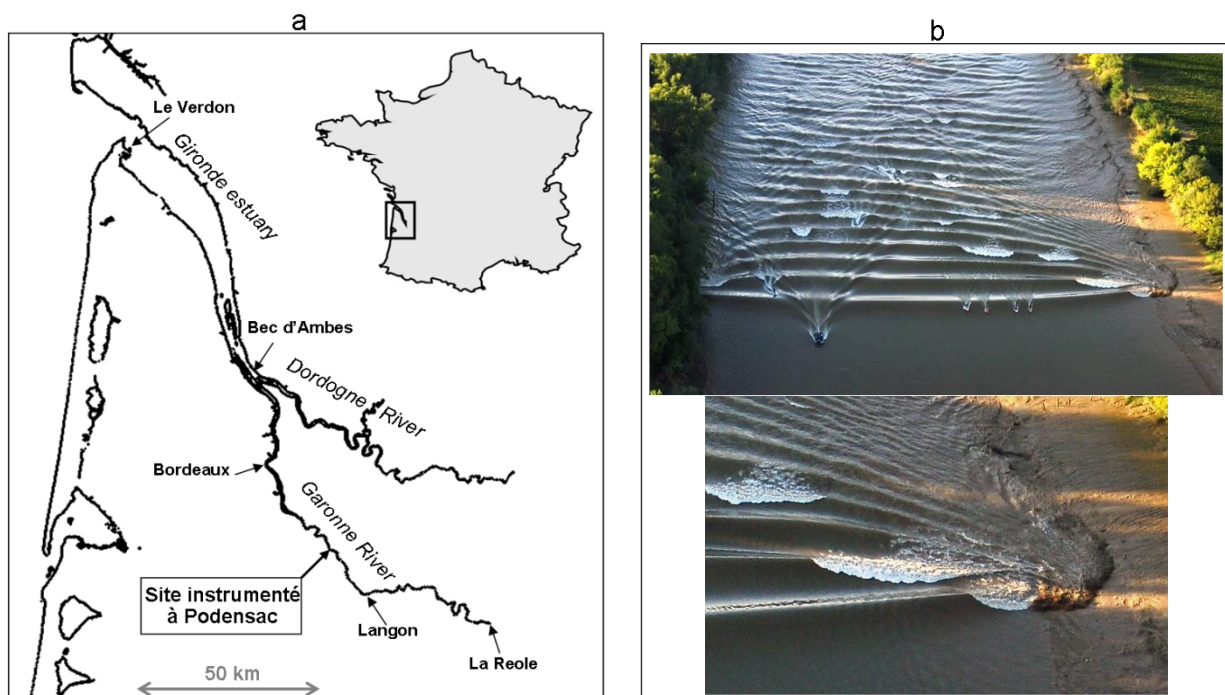 a
b
Le Verdon
Gironde estuary
Bec d'Ambes
Dordogne River
Bordeaux
Garonne River
Site instrumenté
à Podensac
Langon
La Reole
50 km